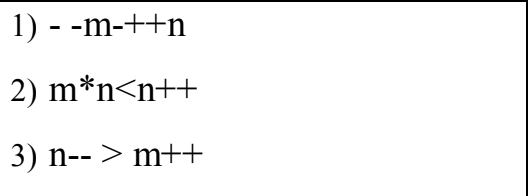 1) - -m-++n
2) m*n<n++
3) n-- > m++